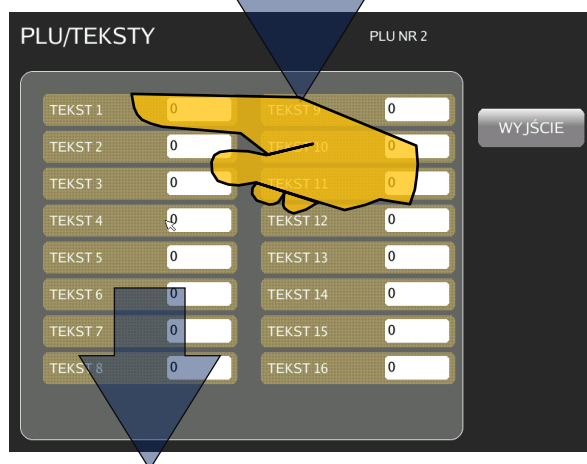 PLU/TEKSTY
PLU NR 2
TEKST 1 0
TEKST 2 0
TEKST 3 0
TEKST 4 0
TEKST 5 0
TEKST 6 0
TEKST 7 0
TEKST 8 0
TEKST 9 0
TEKST 10 0
TEKST 11 0
TEKST 12 0
TEKST 13 0
TEKST 14 0
TEKST 15 0
TEKST 16 0
WYJŚCIE